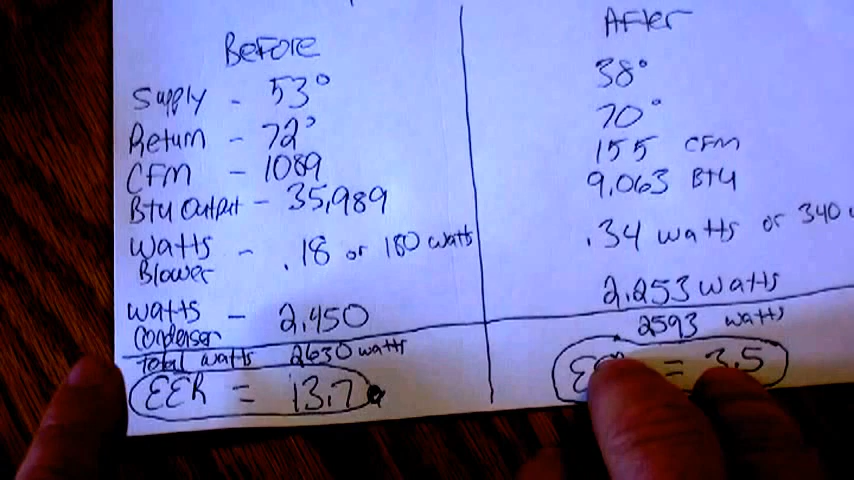 Before
Supply - 53°
Return - 72°
CFM - 1089
Btu Output - 35,989
Watts Blower - .18 or 180 watts
Watts Condenser - 2,450
Total watts 2630 watts
EER = 13.7
After
38°
70°
155 CFM
9,063 Btu
.34 watts or 340
2,253 watts
2593 watts
= 3.5